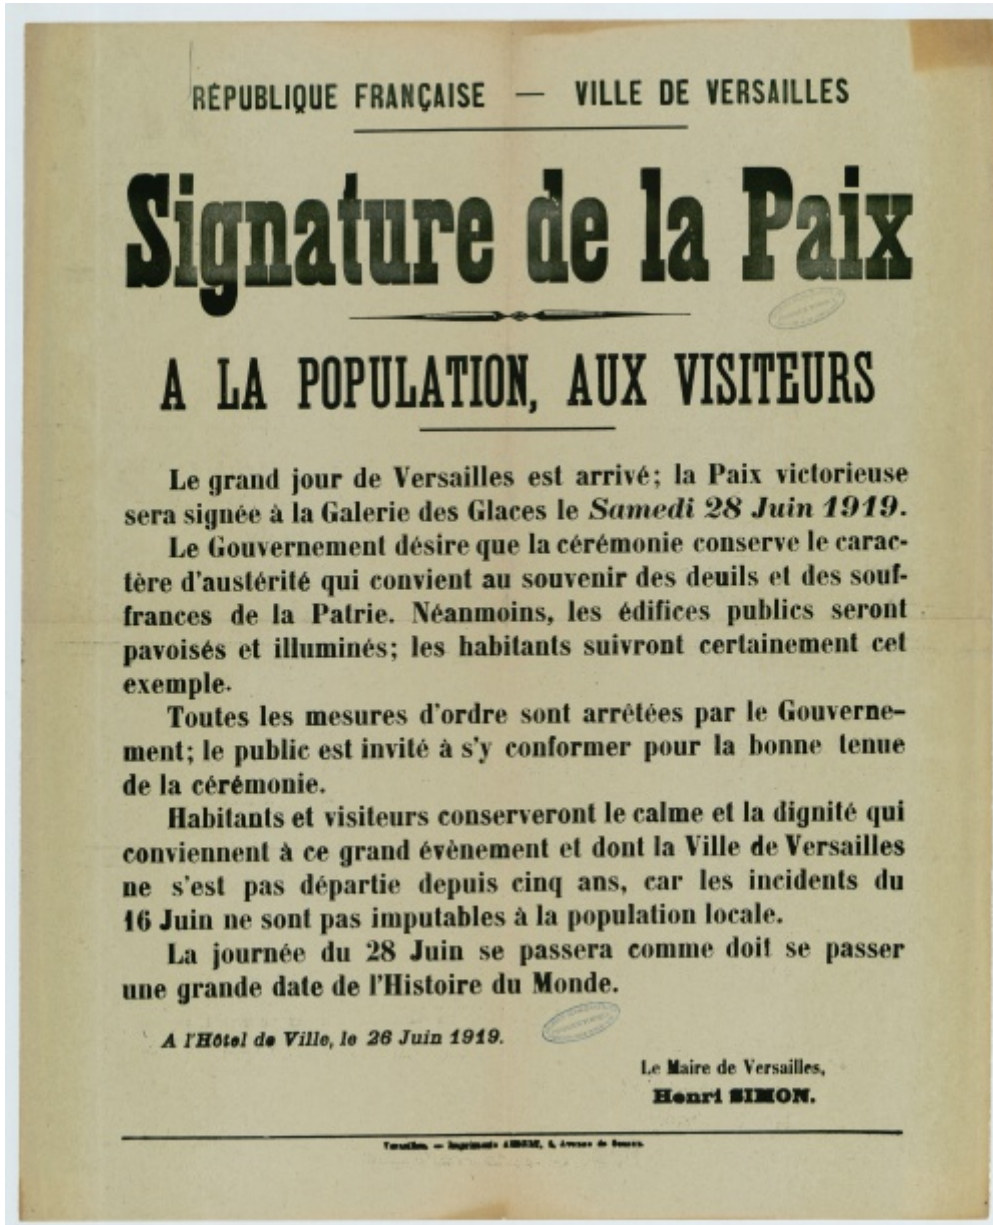 RÉPUBLIQUE FRANÇAISE — VILLE DE VERSAILLES
Signature de la Paix
A LA POPULATION, AUX VISITEURS
Le grand jour de Versailles est arrivé; la Paix victorieuse
sera signée à la Galerie des Glaces le Samedi 28 Juin 1919.
Le Gouvernement désire que la cérémonie conserve le carac-
tère d'austérité qui convient au souvenir des deuils et des souf-
frances de la Patrie. Néanmoins, les édifices publics seront
pavoisés et illuminés; les habitants suivront certainement cet
exemple.
Toutes les mesures d'ordre sont arrêtées par le Gouverne-
ment; le public est invité à s'y conformer pour la bonne tenue
de la cérémonie.
Habitants et visiteurs conserveront le calme et la dignité qui
conviennent à ce grand évènement et dont la Ville de Versailles
ne s'est pas départie depuis cinq ans, car les incidents du
16 Juin ne sont pas imputables à la population locale.
La journée du 28 Juin se passera comme doit se passer
une grande date de l'Histoire du Monde.
A l'Hôtel de Ville, le 26 Juin 1919.
Le Maire de Versailles,
Henri SIMON.
Versailles. — Imprimerie Avenue de